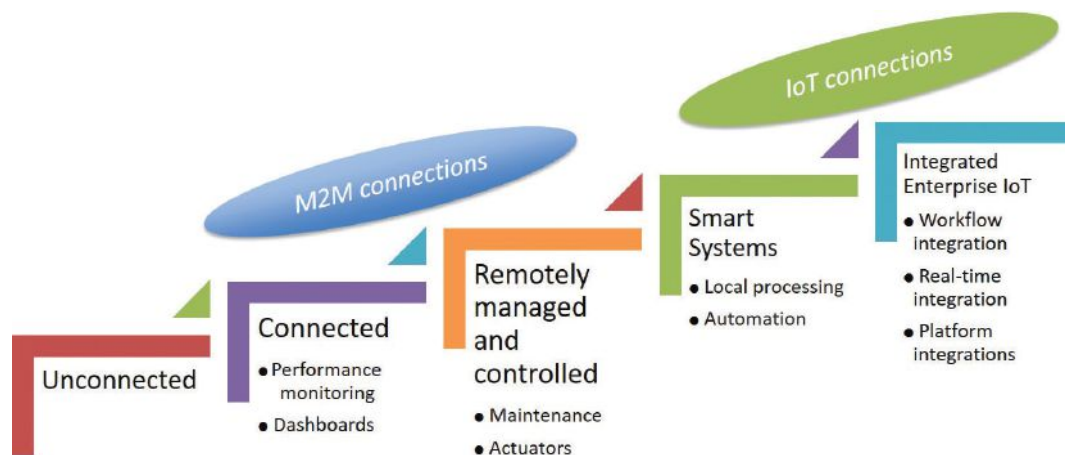 IoT connections
M2M connections
Unconnected
Connected
● Performance
monitoring
● Dashboards
Remotely
managed
and
controlled
● Maintenance
● Actuators
Smart
Systems
● Local processing
● Automation
Integrated
Enterprise IoT
● Workflow
integration
● Real-time
integration
● Platform
integrations